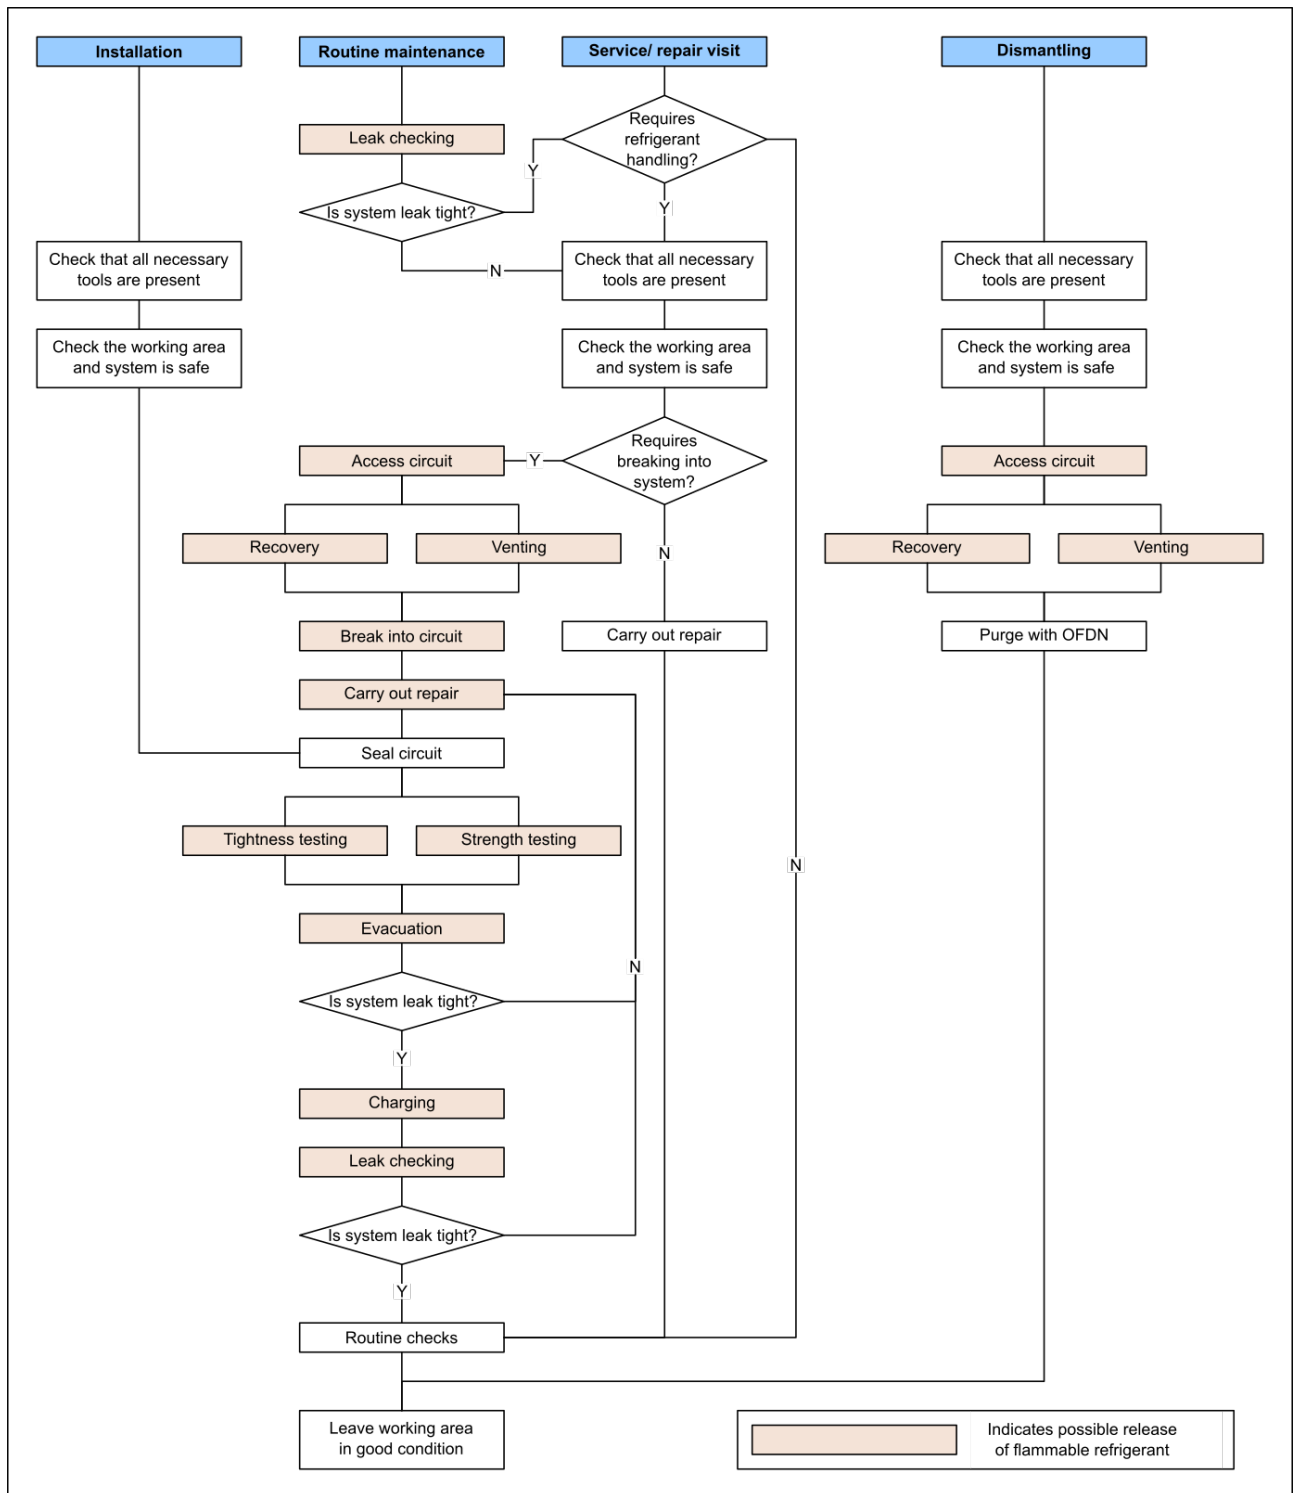 Installation
Routine maintenance
Service/ repair visit
Dismantling
Requires
refrigerant
handling?
Leak checking
Y
Is system leak tight?
Y
N
Check that all necessary
tools are present
Check that all necessary
tools are present
Check that all necessary
tools are present
Check the working area
and system is safe
Check the working area
and system is safe
Check the working area
and system is safe
Requires
breaking into
system?
Access circuit
Y
Access circuit
Recovery
Venting
N
Recovery
Venting
Break into circuit
Carry out repair
Purge with OFDN
Carry out repair
Seal circuit
Tightness testing
Strength testing
N
Evacuation
N
Is system leak tight?
Y
Charging
Leak checking
Is system leak tight?
Y
Routine checks
Leave working area
in good condition
Indicates possible release
of flammable refrigerant